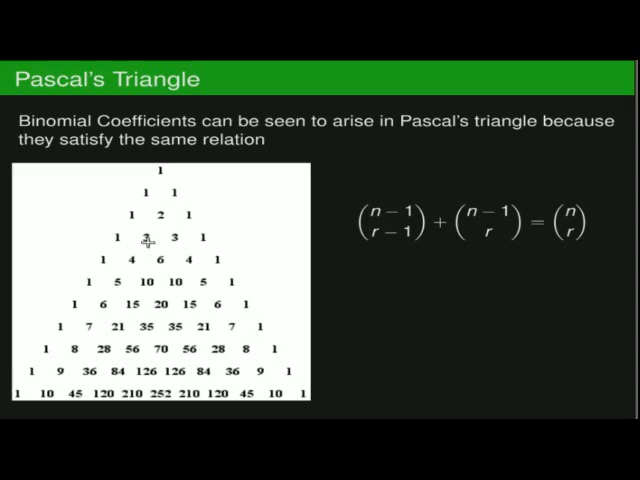 Pascal's Triangle
Binomial Coefficients can be seen to arise in Pascal's triangle because
they satisfy the same relation
1
1 1
1 2 1
1 3 3 1
1 4 6 4 1
1 5 10 10 5 1
1 6 15 20 15 6 1
1 7 21 35 35 21 7 1
1 8 28 56 70 56 28 8 1
1 9 36 84 126 126 84 36 9 1
1 10 45 120 210 252 210 120 45 10 1
(n − 1 / r − 1) + (n − 1 / r) = (n / r)